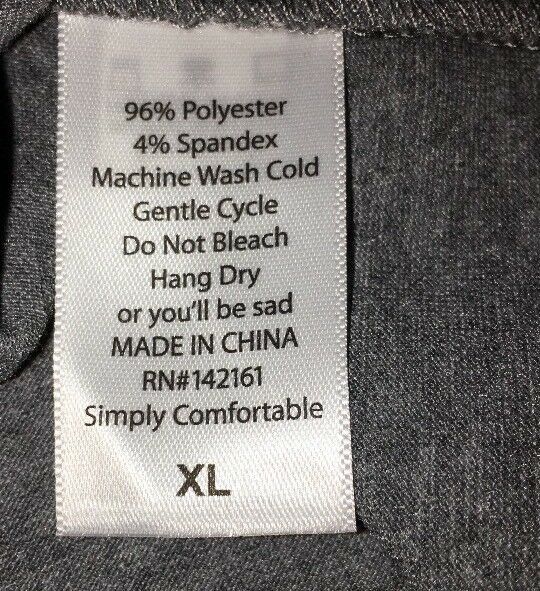 96% Polyester
4% Spandex
Machine Wash Cold
Gentle Cycle
Do Not Bleach
Hang Dry
or you'll be sad
MADE IN CHINA
RN#142161
Simply Comfortable
XL